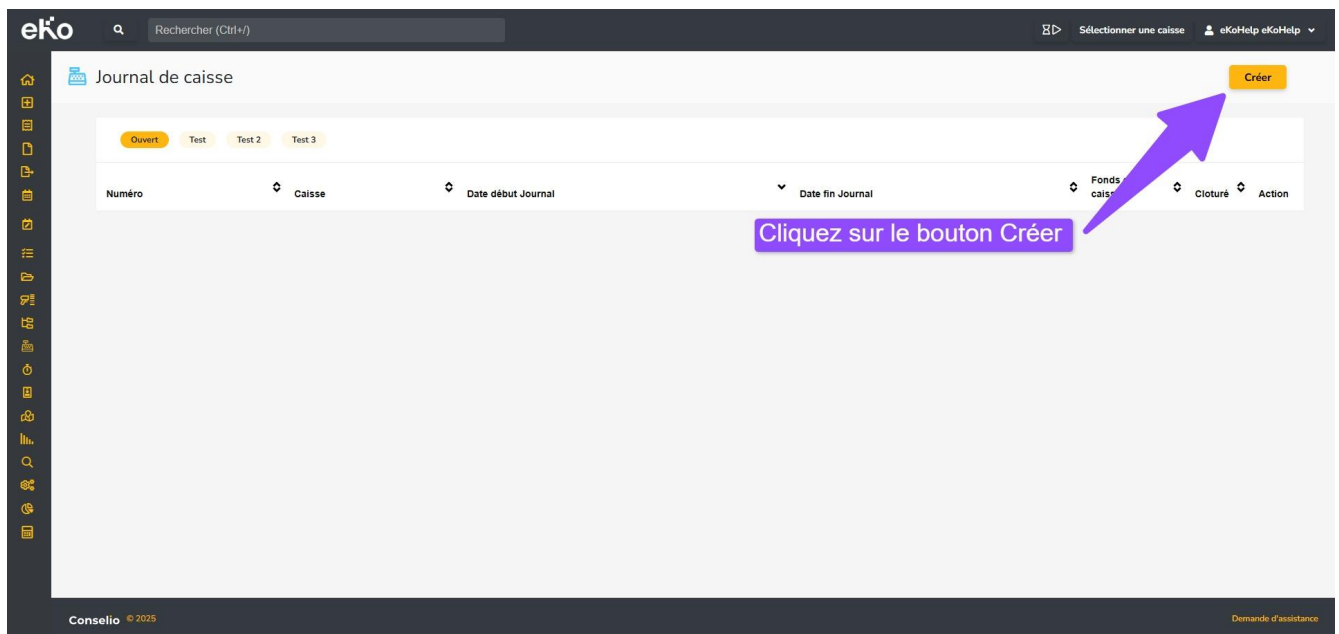 eko
Rechercher (Ctrl+/)
Sélectionner une caisse
eKoHelp eKoHelp
Journal de caisse
Créer
Ouvert
Test
Test 2
Test 3
Numéro
Caisse
Date début Journal
Date fin Journal
Fonds
Cloturé
Action
Cliquez sur le bouton Créer
Conselio © 2025
Demande d'assistance